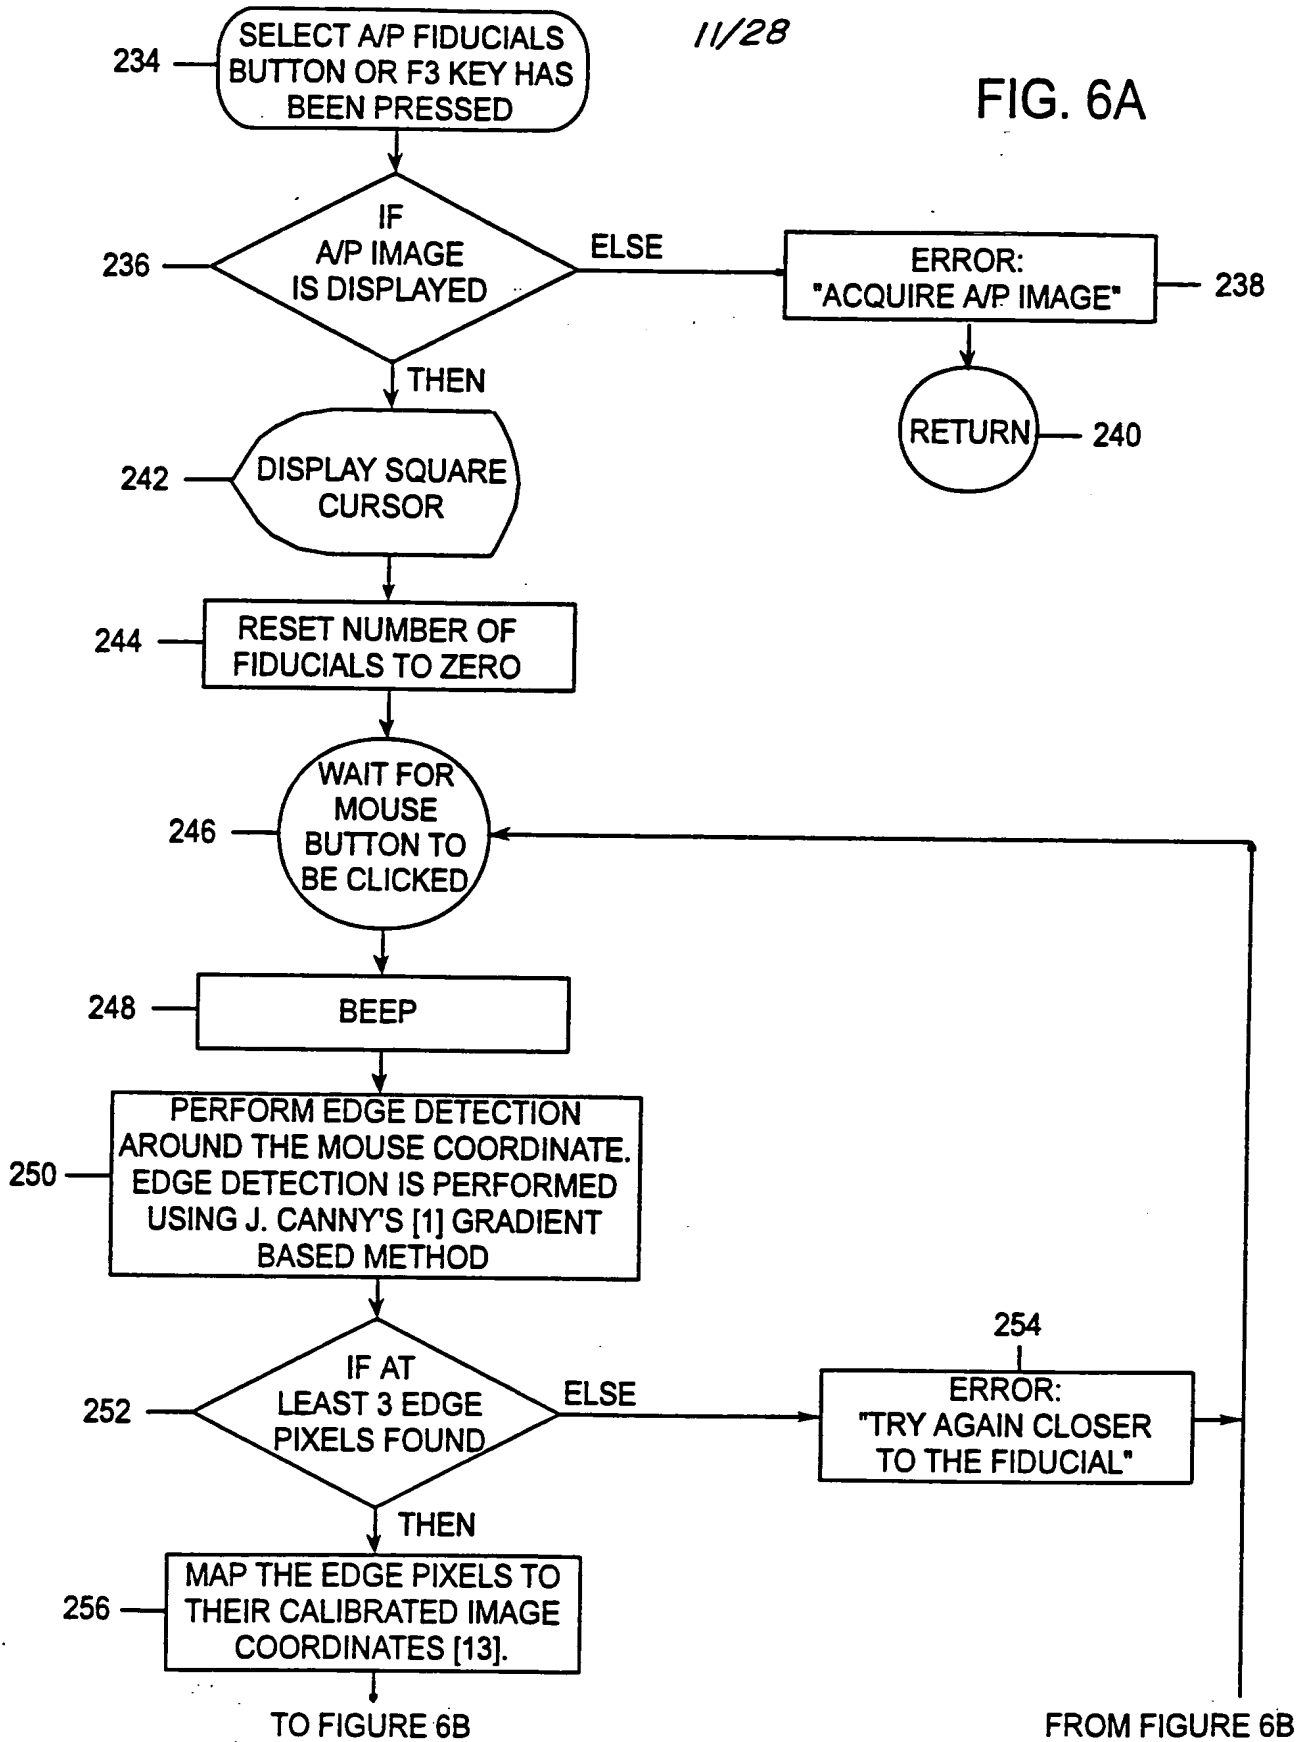 11/28
FIG. 6A
234
SELECT A/P FIDUCIALS
BUTTON OR F3 KEY HAS
BEEN PRESSED
236
IF
A/P IMAGE
IS DISPLAYED
ELSE
ERROR:
"ACQUIRE A/P IMAGE"
238
THEN
RETURN
240
242
DISPLAY SQUARE
CURSOR
244
RESET NUMBER OF
FIDUCIALS TO ZERO
246
WAIT FOR
MOUSE
BUTTON TO
BE CLICKED
248
BEEP
250
PERFORM EDGE DETECTION
AROUND THE MOUSE COORDINATE.
EDGE DETECTION IS PERFORMED
USING J. CANNY'S [1] GRADIENT
BASED METHOD
252
IF AT
LEAST 3 EDGE
PIXELS FOUND
ELSE
254
ERROR:
"TRY AGAIN CLOSER
TO THE FIDUCIAL"
THEN
256
MAP THE EDGE PIXELS TO
THEIR CALIBRATED IMAGE
COORDINATES [13].
TO FIGURE 6B
FROM FIGURE 6B